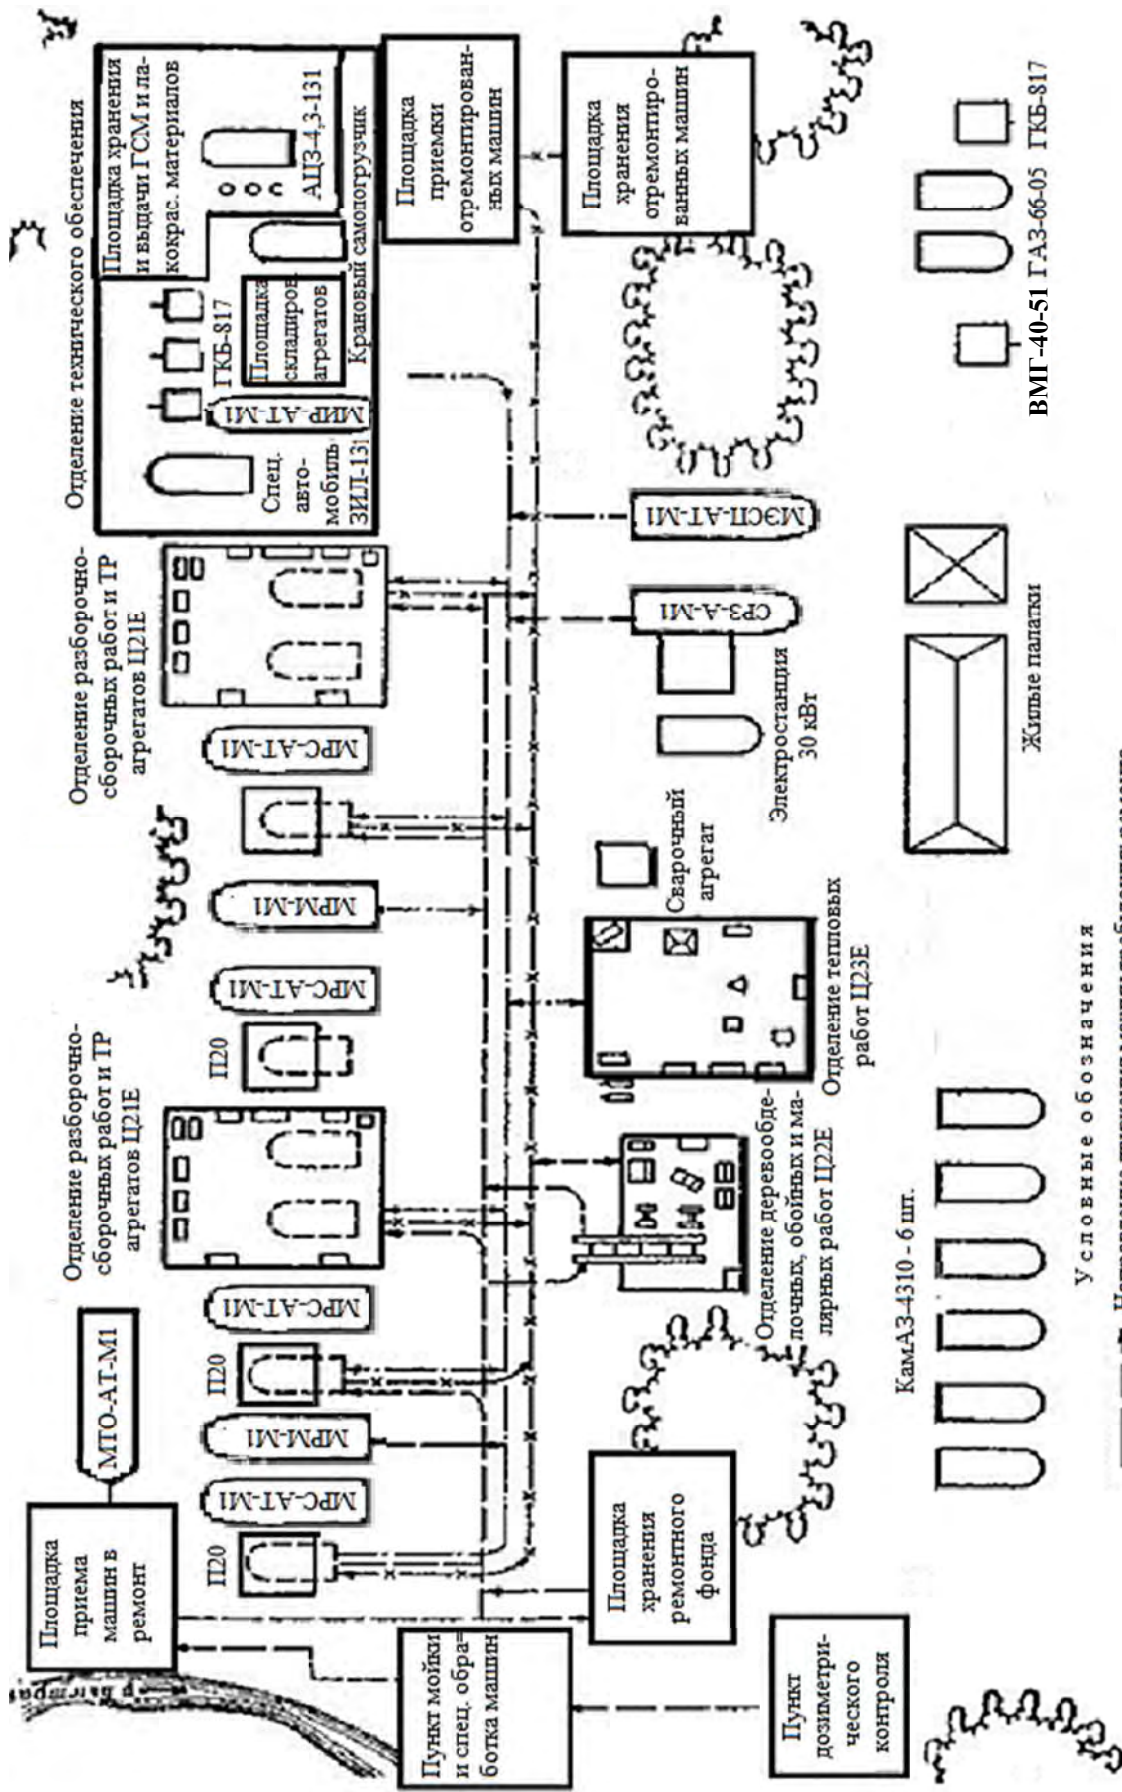 Площадка
приема
машин в
ремонт
МТО-АТ-М1
Отделение разборочно-
сборочных работ и ТР
агрегатов Ц21Е
Отделение разборочно-
сборочных работ и ТР
агрегатов Ц21Е
Отделение технического обеспечения
Площадка хранения
и выдачи ГСМ и ла-
кокрас. материалов
АЦЗ-4,3-131
ГКБ-817
Площадка
складиров
агрегатов
Крановый самопогрузчик
МИР-АТ-М1
Спец.
авто-
мобиль
ЗИЛ-131
П20
МРС-АТ-М1
МРМ-М1
П20
МРС-АТ-М1
П20
МРС-АТ-М1
МРМ-М1
МРС-АТ-М1
Пункт мойки
и спец. обра=
ботка машин
Площадка
приемки
отремонтирован-
ных машин
Площадка
хранения
ремонтного
фонда
Отделение деревообде-
лочных, обойных и ма-
лярных работ Ц22Е
Отделение тепловых
работ Ц23Е
Сварочный
агрегат
Электростанция
30 кВт
СРЗ-А-М1
МЭСП-АТ-М1
Площадка
хранения
отремонтиро-
ванных машин
Пункт
дозиметри-
ческого
контроля
КамАЗ-4310 - 6 шт.
Жилые палатки
ВМГ-40-51 ГАЗ-66-05 ГКБ-817
Условные обозначения